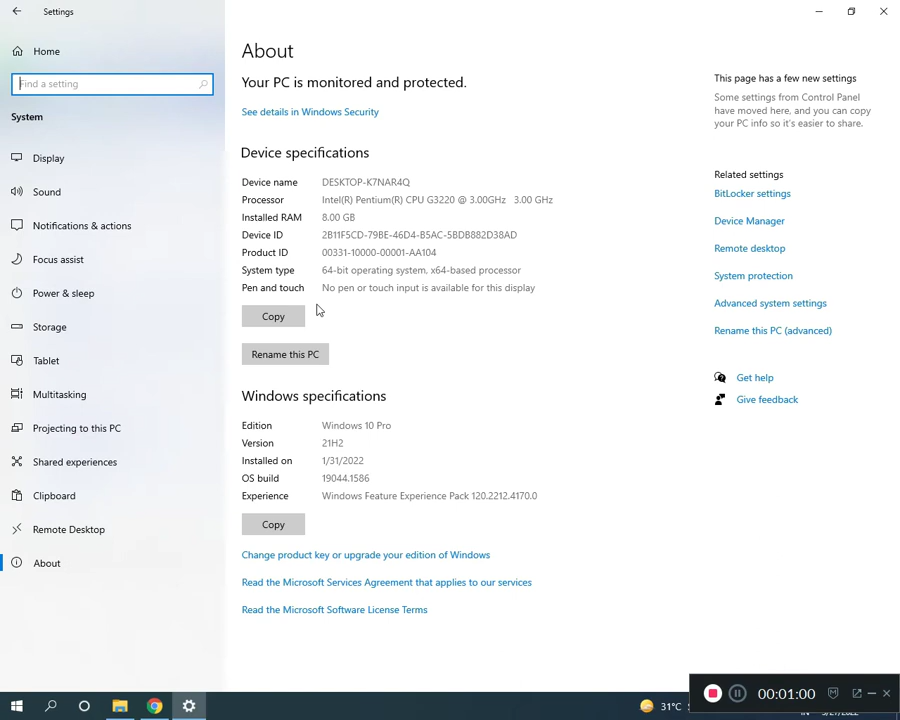 Settings
Home
Find a setting
System
Display
Sound
Notifications & actions
Focus assist
Power & sleep
Storage
Tablet
Multitasking
Projecting to this PC
Shared experiences
Clipboard
Remote Desktop
About
About
Your PC is monitored and protected.
See details in Windows Security
Device specifications
Device name DESKTOP-K7NAR4Q
Processor Intel(R) Pentium(R) CPU G3220 @ 3.00GHz 3.00 GHz
Installed RAM 8.00 GB
Device ID 2B11F5CD-79BE-46D4-B5AC-5BDB882D38AD
Product ID 00331-10000-00001-AA104
System type 64-bit operating system, x64-based processor
Pen and touch No pen or touch input is available for this display
Copy
Rename this PC
Windows specifications
Edition Windows 10 Pro
Version 21H2
Installed on 1/31/2022
OS build 19044.1586
Experience Windows Feature Experience Pack 120.2212.4170.0
Copy
Change product key or upgrade your edition of Windows
Read the Microsoft Services Agreement that applies to our services
Read the Microsoft Software License Terms
This page has a few new settings
Some settings from Control Panel
have moved here, and you can copy
your PC info so it's easier to share.
Related settings
BitLocker settings
Device Manager
Remote desktop
System protection
Advanced system settings
Rename this PC (advanced)
Get help
Give feedback
31°C
00:01:00